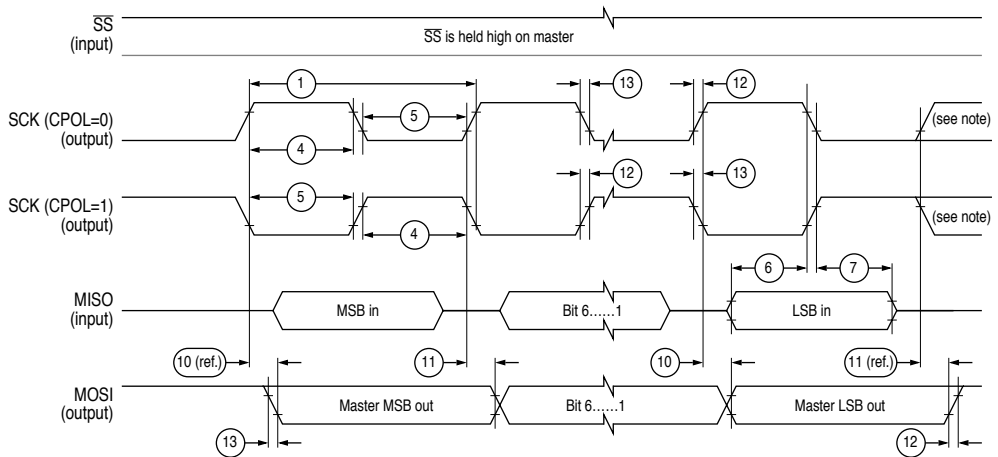 S̅S̅
(input)
S̅S̅ is held high on master
1
13
12
SCK (CPOL=0)
(output)
5
(see note)
4
12
13
SCK (CPOL=1)
(output)
5
(see note)
4
6
7
MISO
(input)
MSB in
Bit 6......1
LSB in
10 (ref.)
11
10
11 (ref.)
MOSI
(output)
Master MSB out
Bit 6......1
Master LSB out
13
12